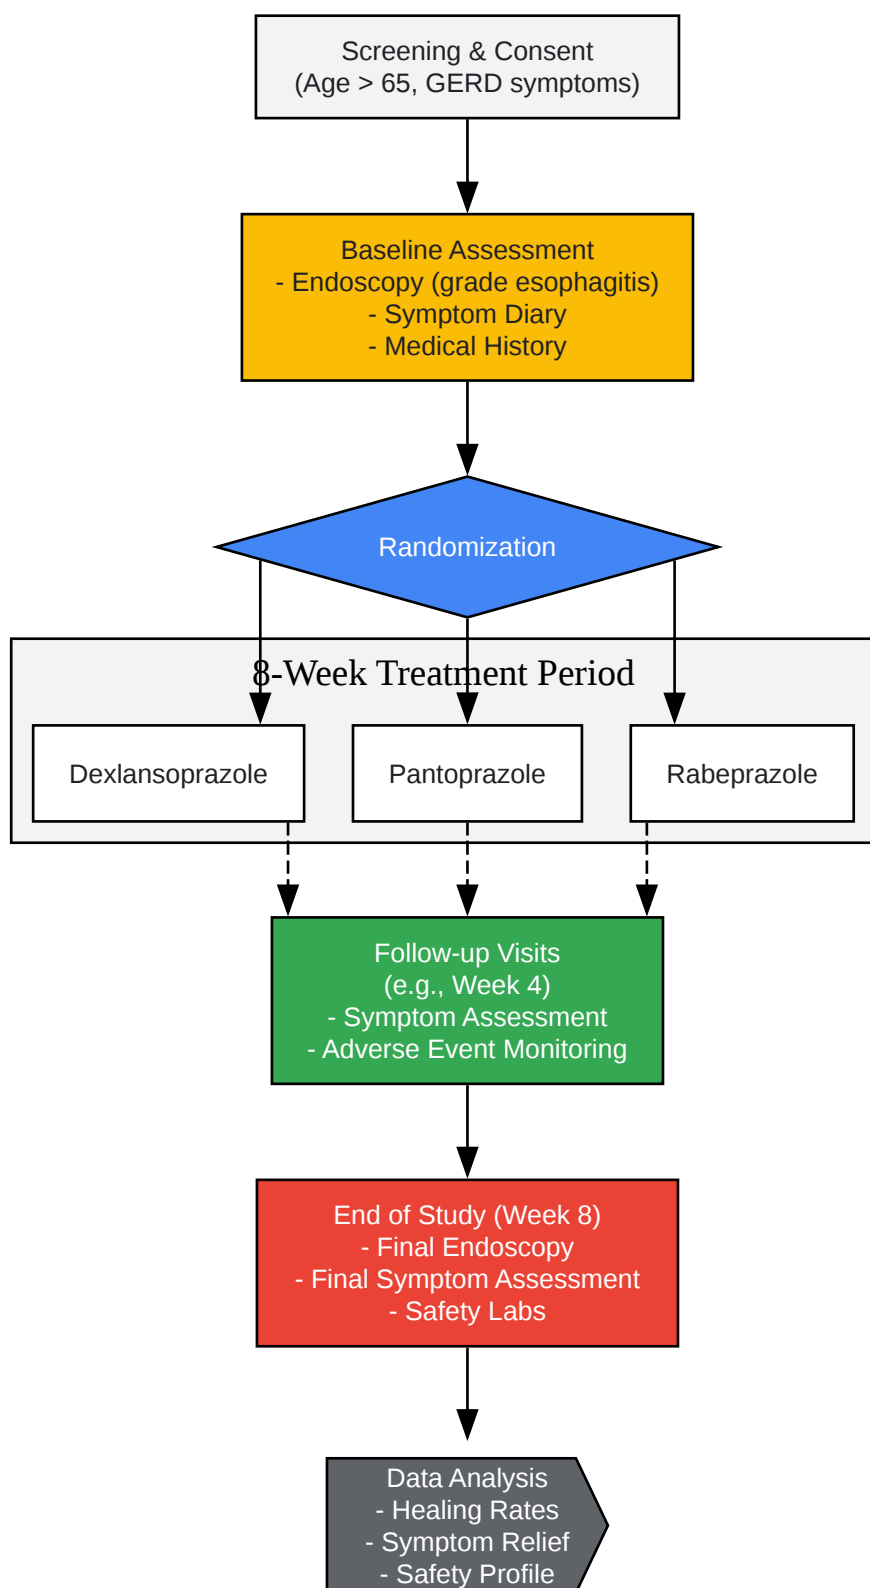 Screening & Consent
(Age > 65, GERD symptoms)
Baseline Assessment
- Endoscopy (grade esophagitis)
- Symptom Diary
- Medical History
Randomization
8-Week Treatment Period
Dexlansoprazole
Pantoprazole
Rabeprazole
Follow-up Visits
(e.g., Week 4)
- Symptom Assessment
- Adverse Event Monitoring
End of Study (Week 8)
- Final Endoscopy
- Final Symptom Assessment
- Safety Labs
Data Analysis
- Healing Rates
- Symptom Relief
- Safety Profile